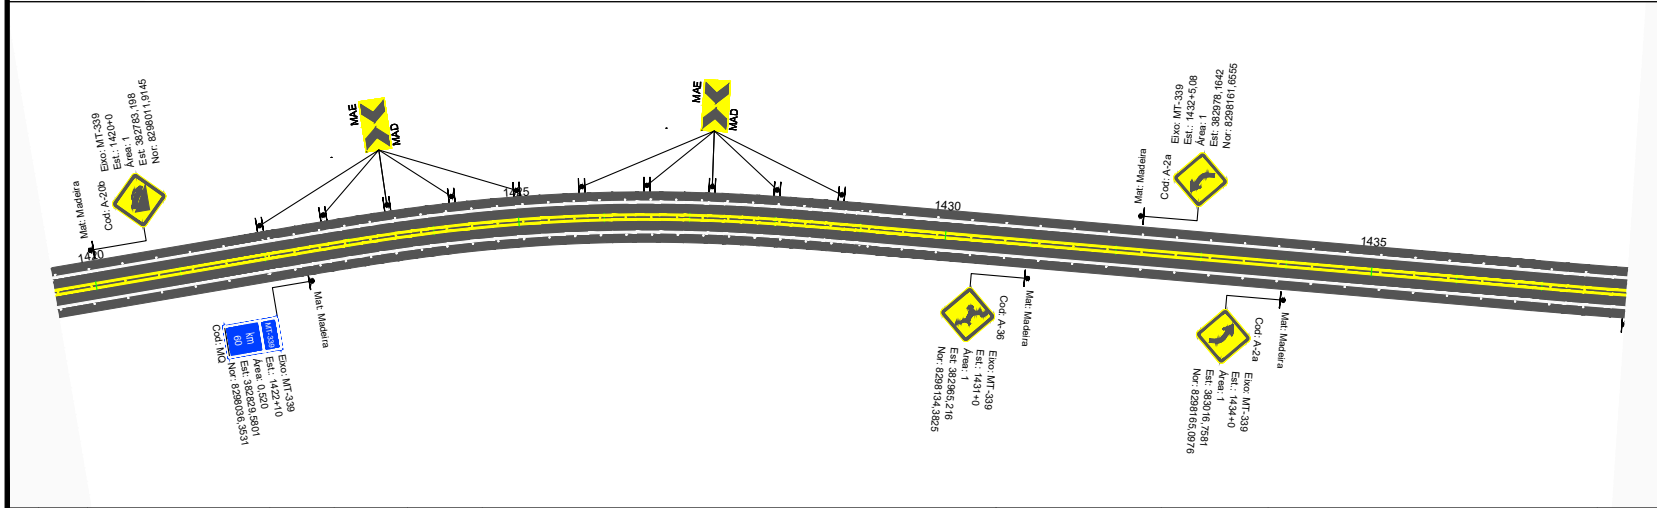 Mat: Madeira
Cod: A-20b
Eixo: MT-339
Est.: 1420+0
Área: 1
Est: 382783,198
Nor: 8298011,9145
1420
MAE
MAD
1425
MAE
MAD
1430
Mat: Madeira
Cod: A-2a
Eixo: MT-339
Est.: 1432+5,08
Área: 1
Est: 382978,1642
Nor: 8298161,6555
1435
Mat: Madeira
MT-339
km
60
Cod: MQ
Eixo: MT-339
Est.: 1422+10
Área: 0,520
Est: 382829,5801
Nor: 8298036,3531
Mat: Madeira
Cod: A-36
Eixo: MT-339
Est.: 1431+0
Área: 1
Est: 382965,216
Nor: 8298134,3825
Mat: Madeira
Cod: A-2a
Eixo: MT-339
Est.: 1434+0
Área: 1
Est: 383016,7581
Nor: 8298165,0976